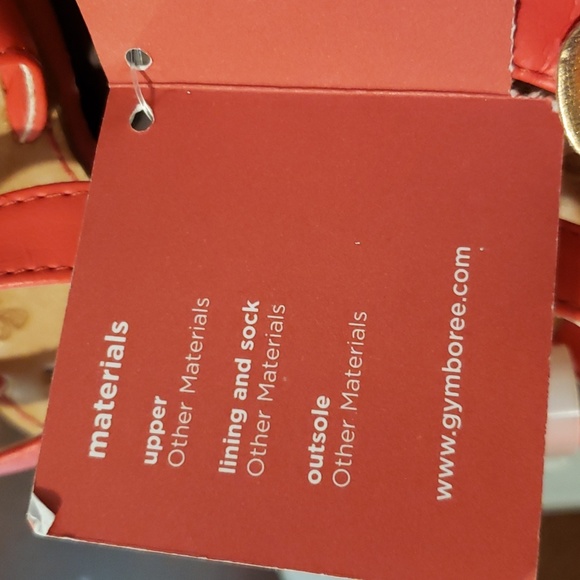 materials
upper
Other Materials
lining and sock
Other Materials
outsole
Other Materials
www.gymboree.com